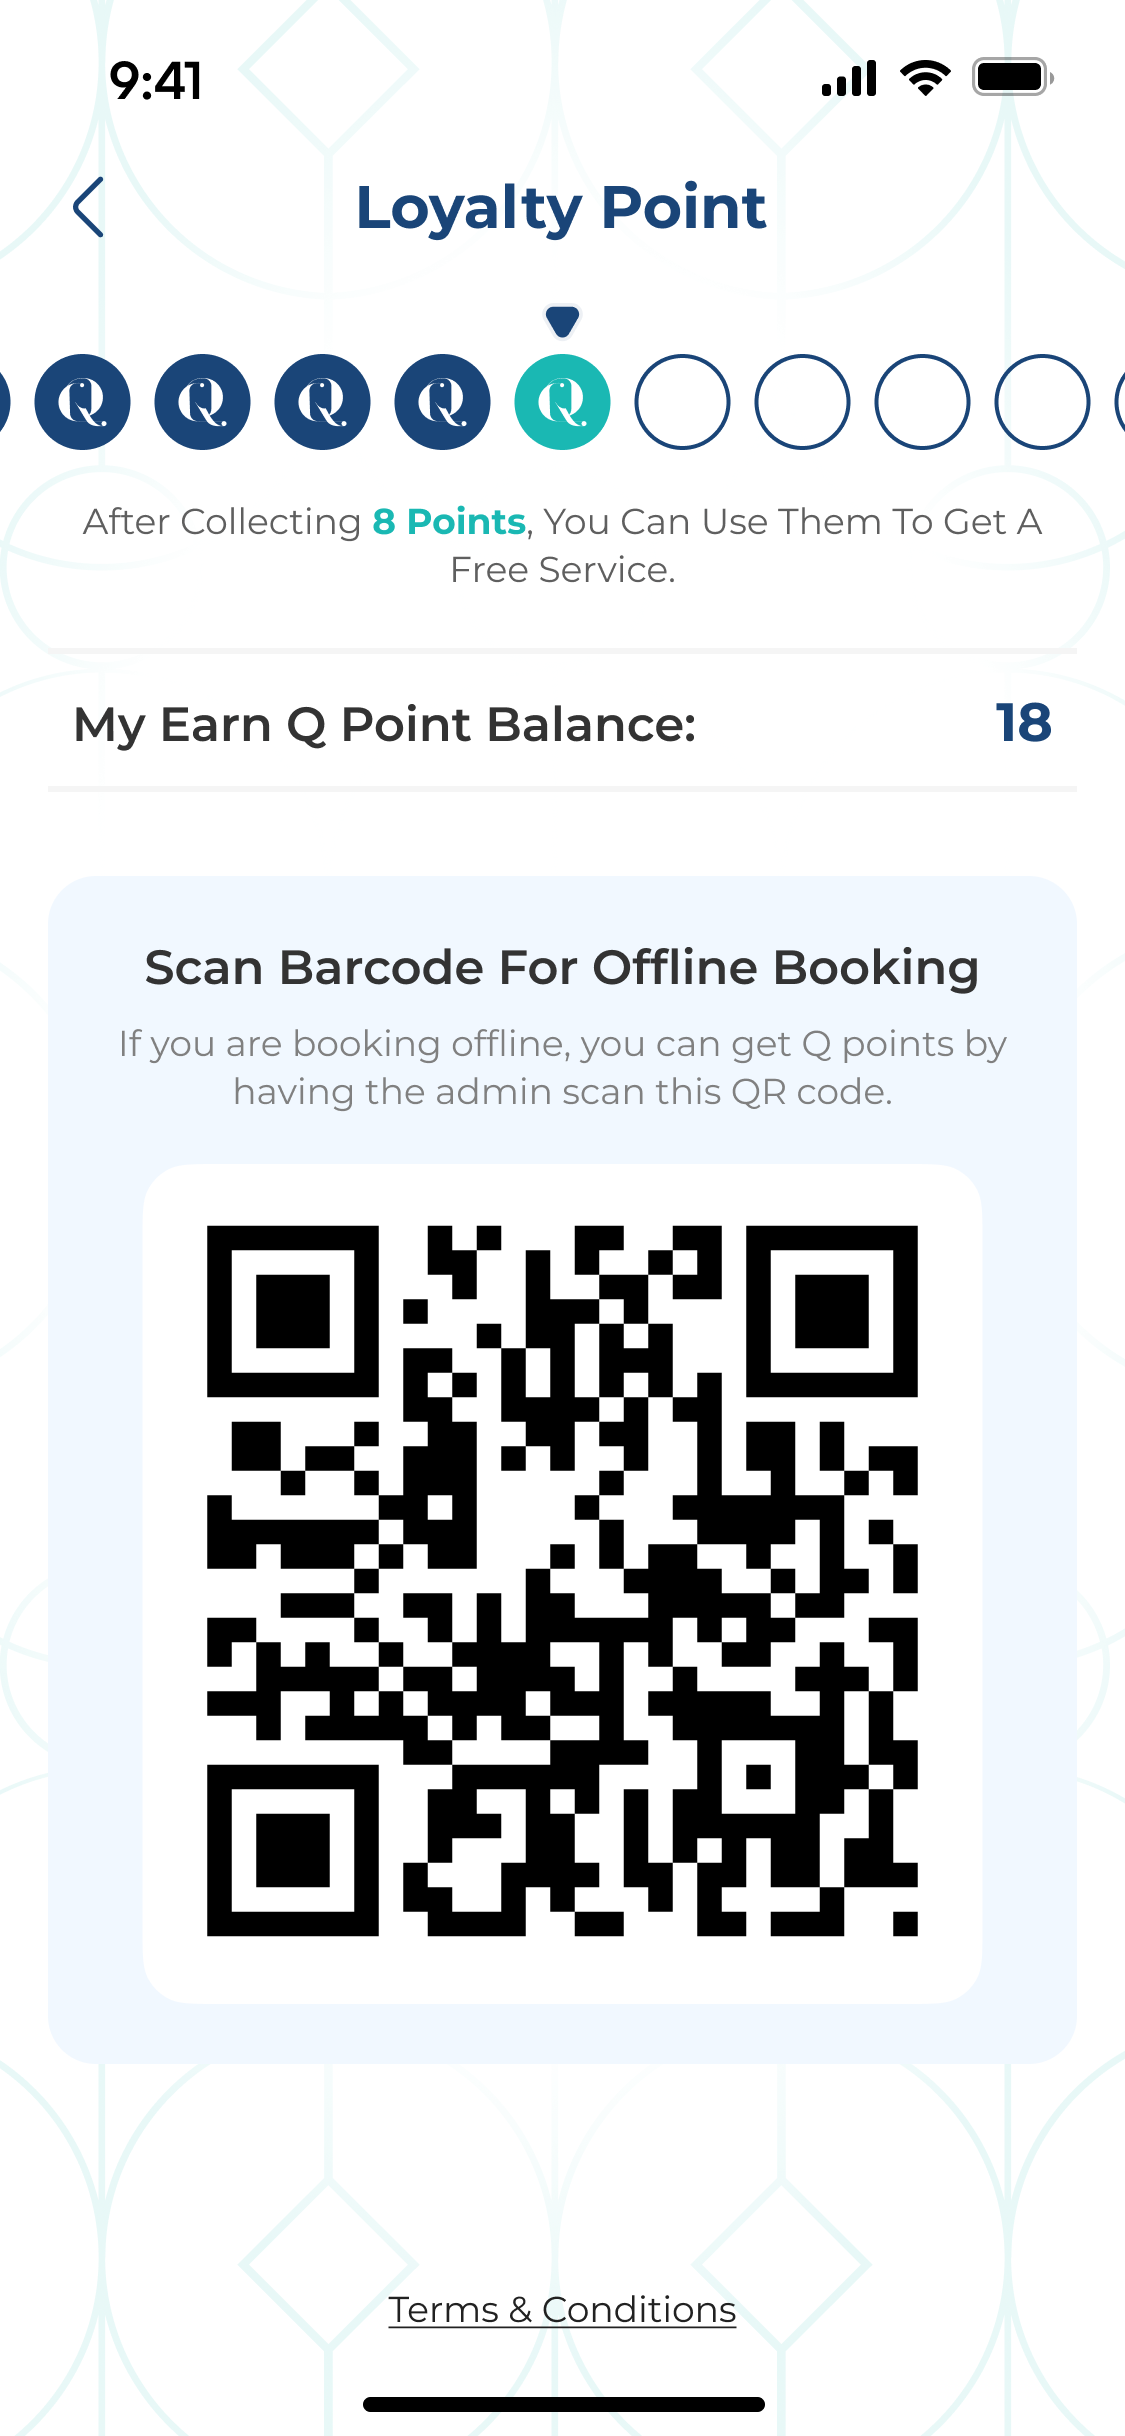 9:41
Loyalty Point
Q Q Q Q Q
After Collecting 8 Points, You Can Use Them To Get A
Free Service.
My Earn Q Point Balance: 18
Scan Barcode For Offline Booking
If you are booking offline, you can get Q points by
having the admin scan this QR code.
Terms & Conditions